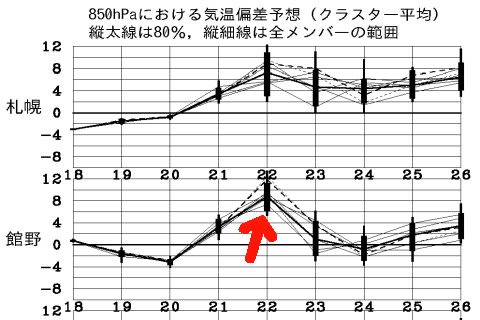 850hPaにおける気温偏差予想（クラスター平均）
縦太線は80%，縦細線は全メンバーの範囲
12
8
4
札幌 0
-4
-8
18 19 20 21 22 23 24 25 26
12
8
4
館野 0
-4
-8
12 18 19 20 21 22 23 24 25 26